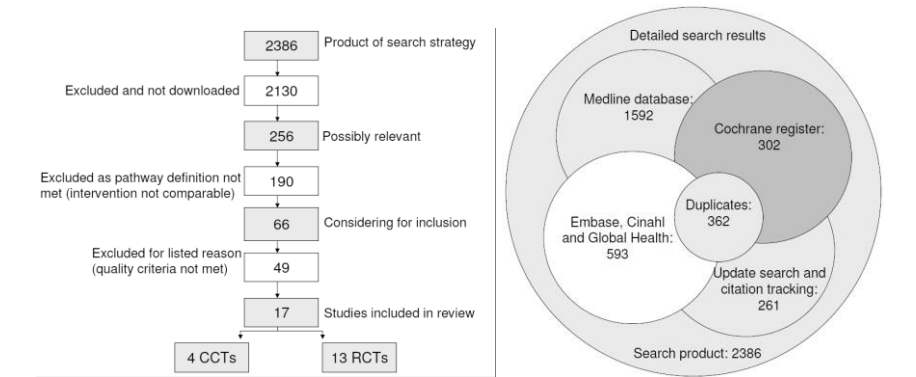 2386
Product of search strategy
Excluded and not downloaded
2130
256
Possibly relevant
Excluded as pathway definition not
met (intervention not comparable)
190
66
Considering for inclusion
Excluded for listed reason
(quality criteria not met)
49
17
Studies included in review
4 CCTs
13 RCTs
Detailed search results
Medline database:
1592
Cochrane register:
302
Duplicates:
362
Embase, Cinahl
and Global Health:
593
Update search and
citation tracking:
261
Search product: 2386